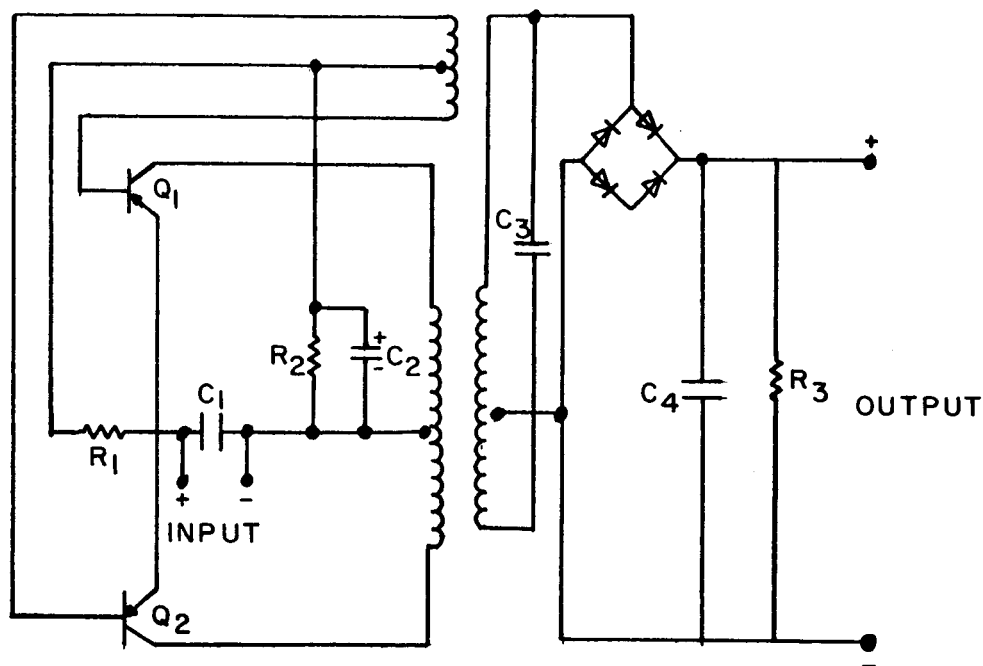 Q1
C3
+
R2
+
-
C2
C4
R3
C1
OUTPUT
R1
+
-
INPUT
Q2
-